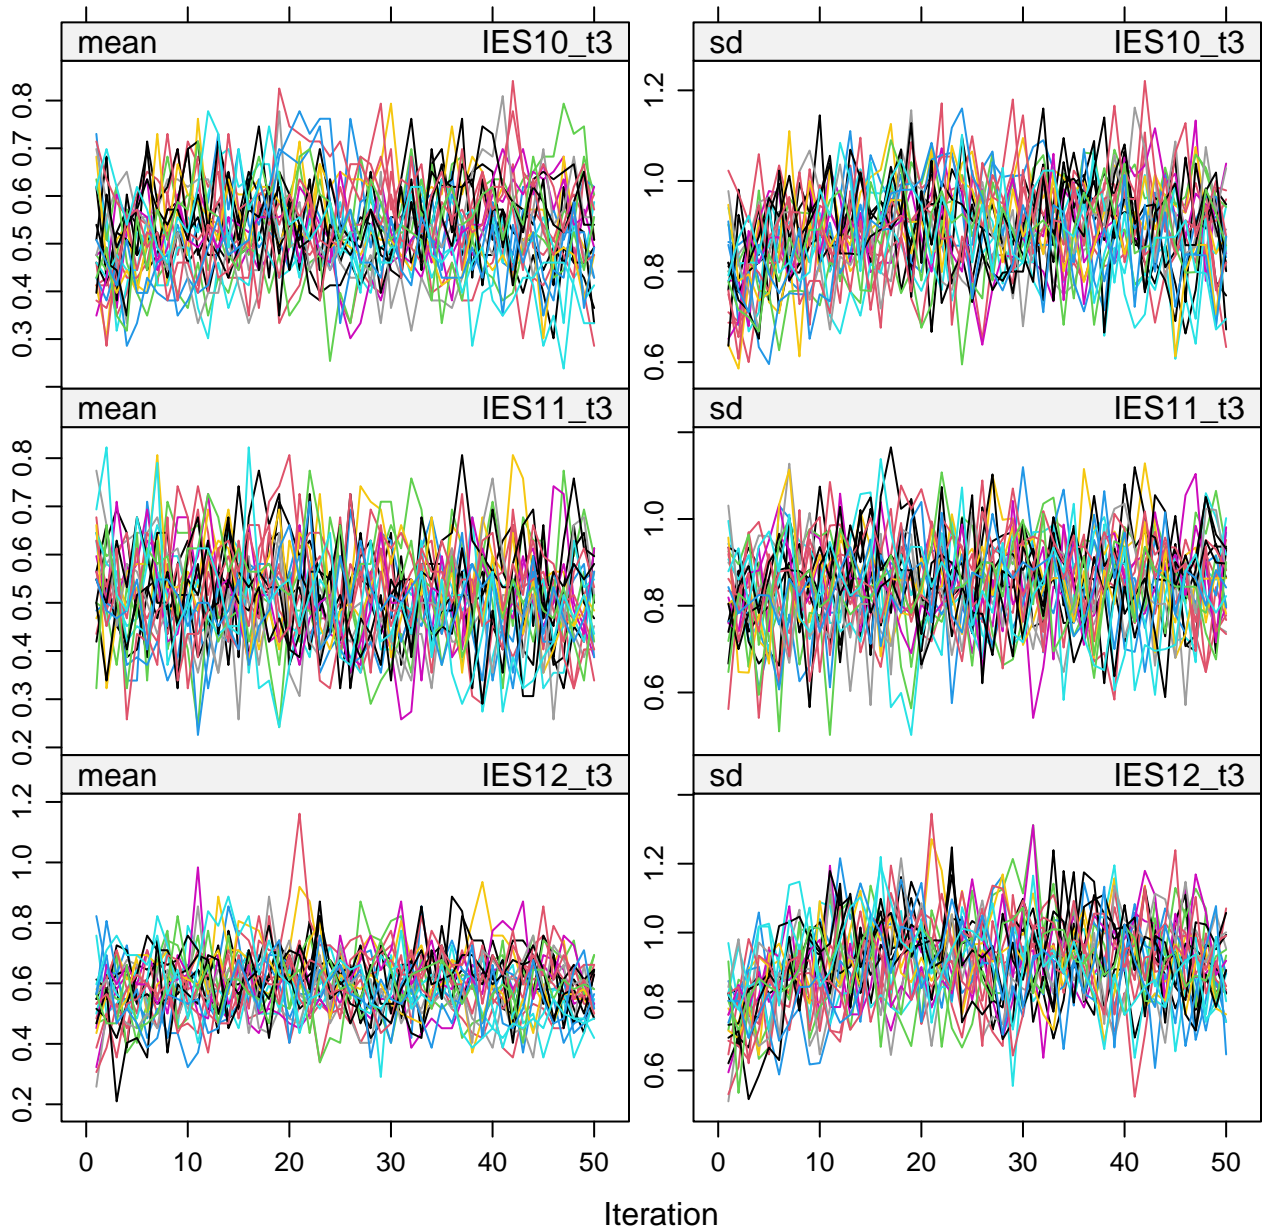 mean IES10_t3 sd IES10_t3
0.3 0.4 0.5 0.6 0.7 0.8
0.6 0.8 1.0 1.2
mean IES11_t3 sd IES11_t3
0.2 0.3 0.4 0.5 0.6 0.7 0.8
0.6 0.8 1.0
mean IES12_t3 sd IES12_t3
0.2 0.4 0.6 0.8 1.0 1.2
0.6 0.8 1.0 1.2
0 10 20 30 40 50 0 10 20 30 40 50
Iteration